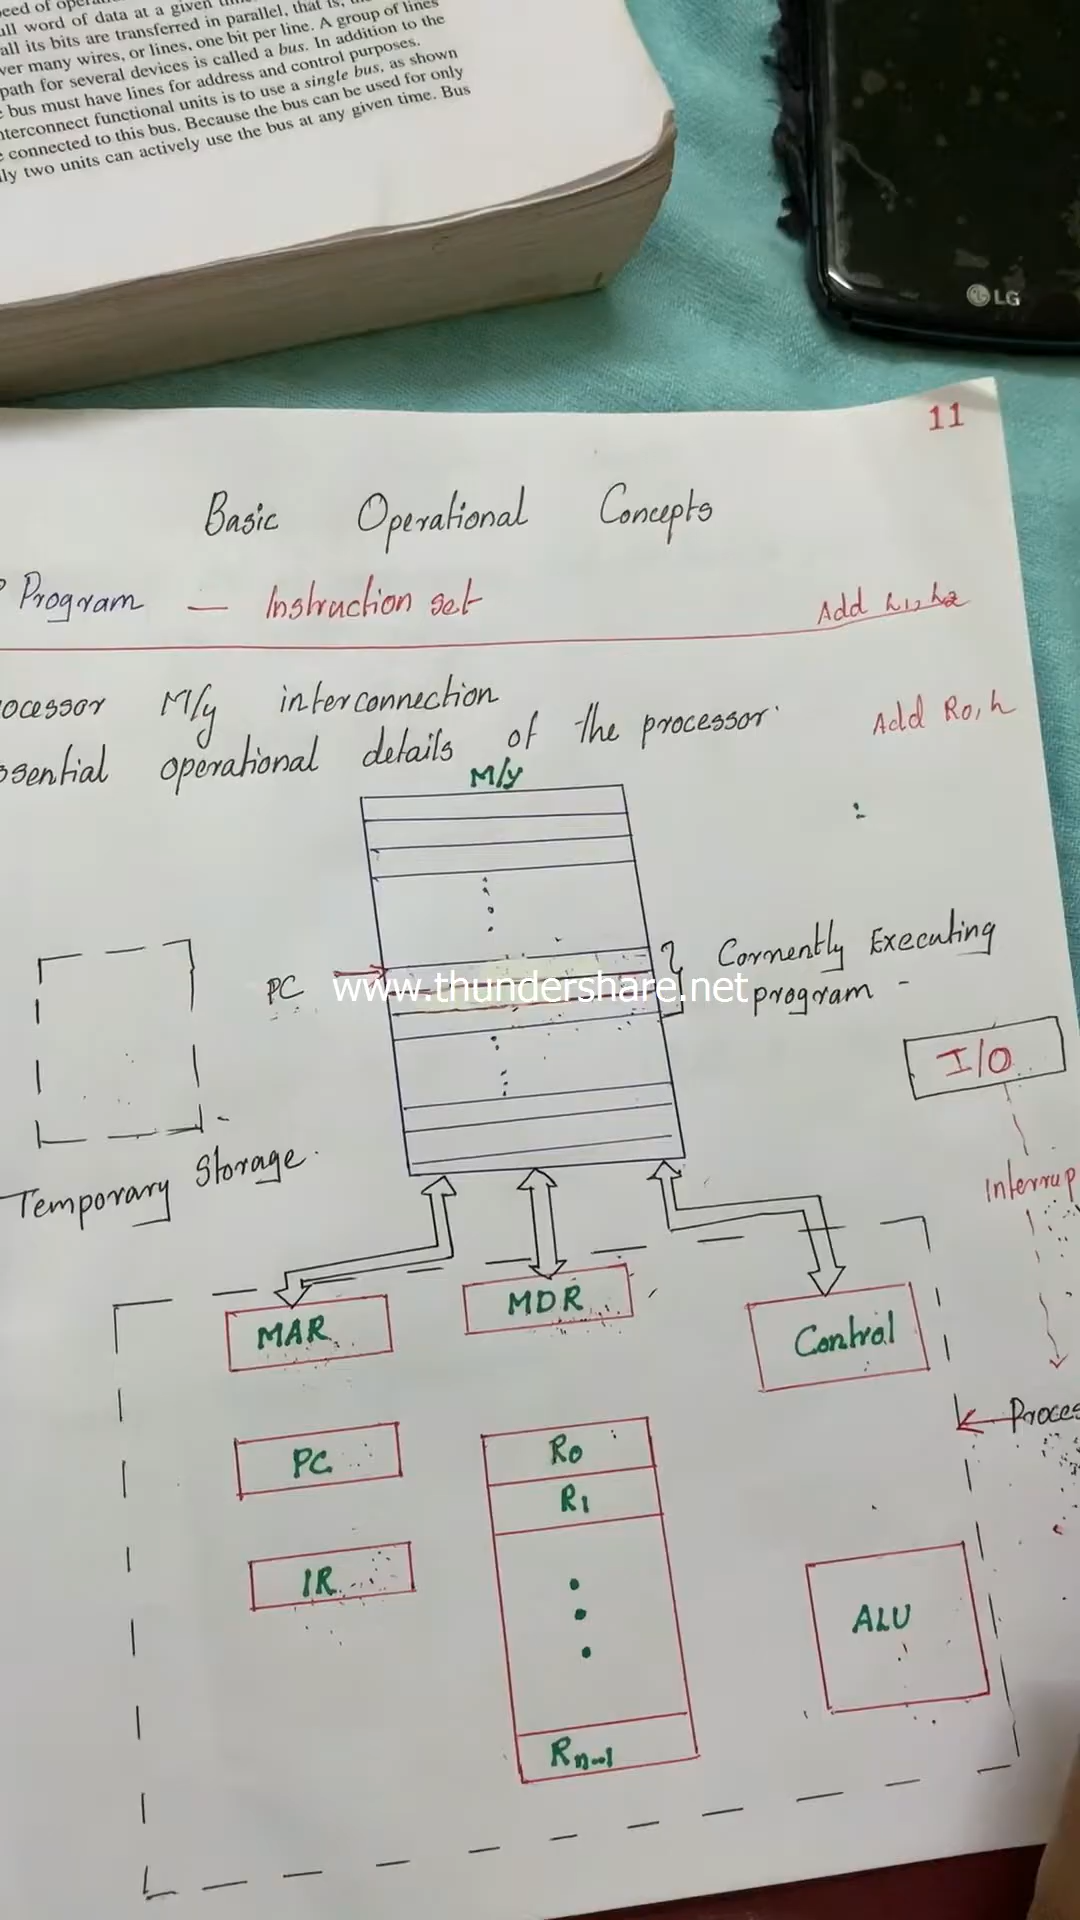 full word of data at a given
all its bits are transferred in parallel, that is,
ver many wires, or lines, one bit per line. A group of lines
path for several devices is called a bus. In addition to the
bus must have lines for address and control purposes.
nterconnect functional units is to use a single bus, as shown
connected to this bus. Because the bus can be used for only
ly two units can actively use the bus at any given time. Bus
LG
11
Basic Operational Concepts
Program — Instruction set
ocessor M/y interconnection
ssential operational details of the processor.
Add R0, h
M/y
PC
Cornently Executing
program -
www.thundershare.net
I/O
Temporary Storage.
Interrup
MAR
MDR
Control
Proces
PC
R0
R1
IR
ALU
Rn-1